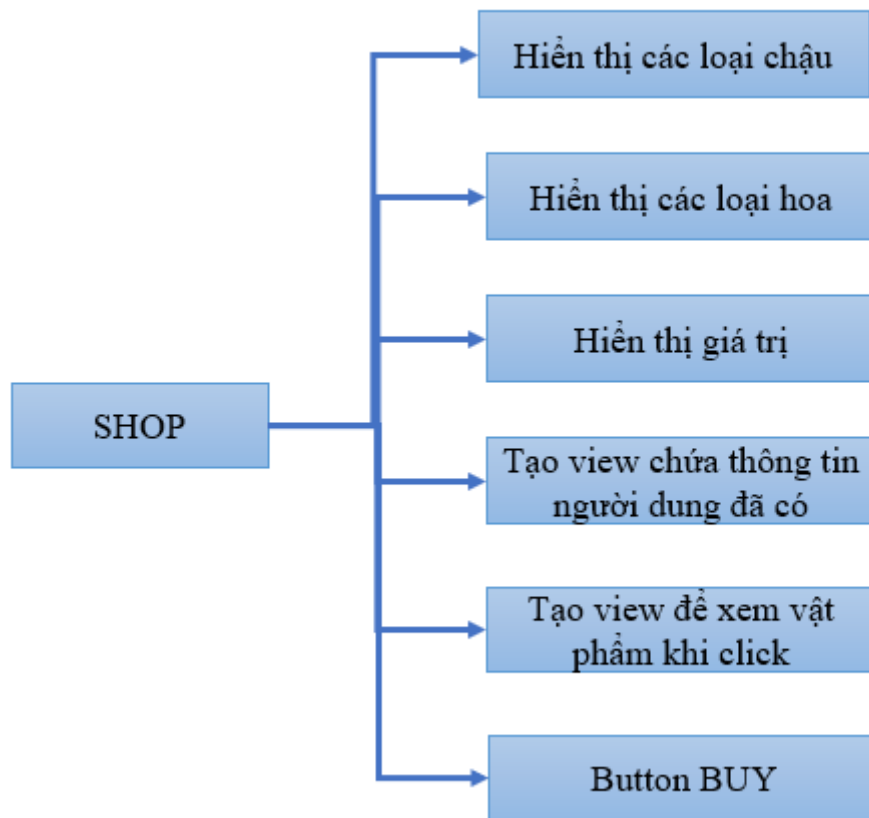 Hiển thị các loại chậu
Hiển thị các loại hoa
Hiển thị giá trị
SHOP
Tạo view chứa thông tin
người dung đã có
Tạo view để xem vật
phẩm khi click
Button BUY